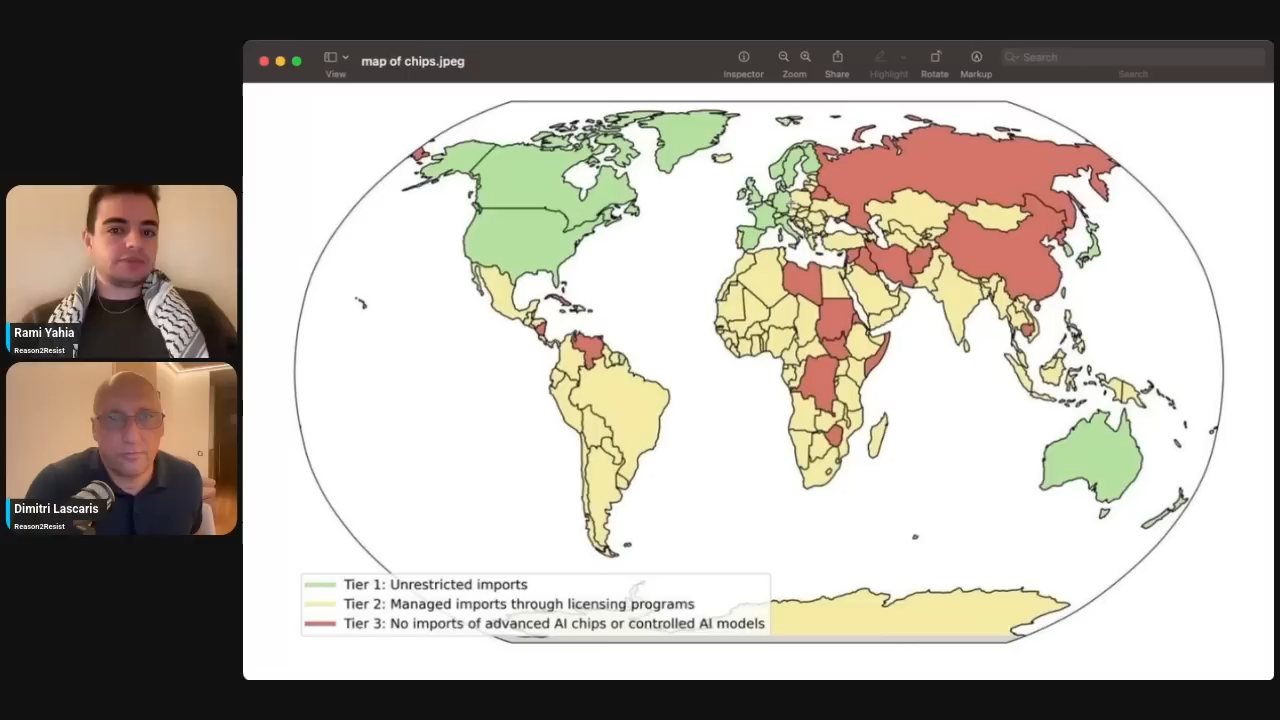 map of chips.jpeg
View
Inspector
Zoom
Share
Highlight
Rotate
Markup
Search
Search
Rami Yahia
Reason2Resist
Dimitri Lascaris
Reason2Resist
Tier 1: Unrestricted imports
Tier 2: Managed imports through licensing programs
Tier 3: No imports of advanced AI chips or controlled AI models